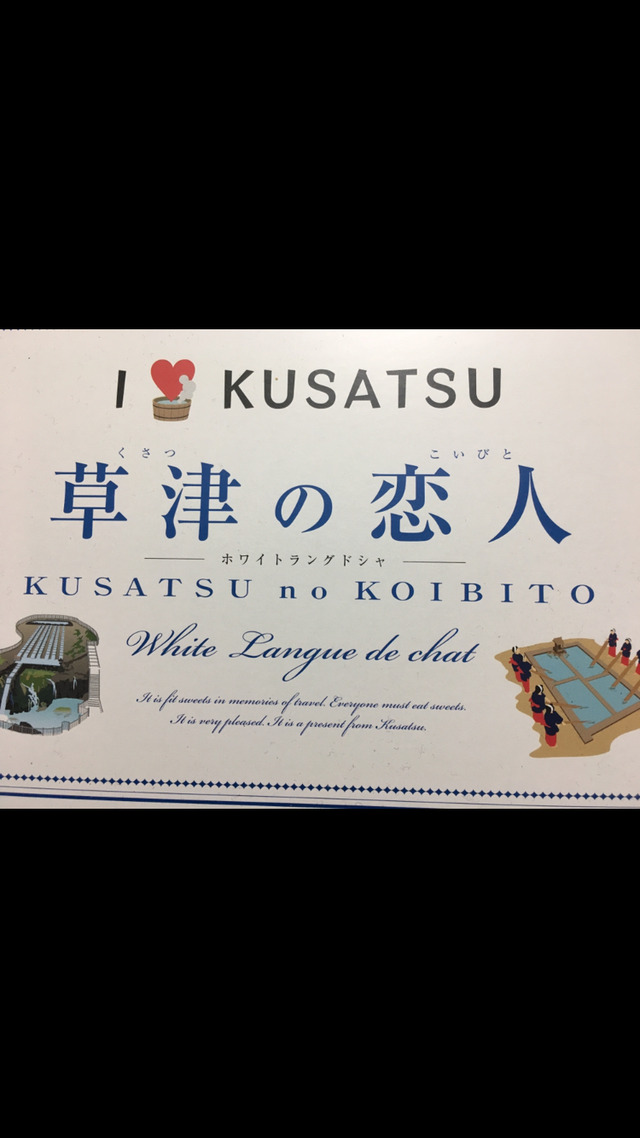 I ❤ KUSATSU
くさつ こいびと
草津の恋人
ホワイトラングドシャ
KUSATSU no KOIBITO
White Langue de chat
It is fit sweets in memories of travel. Everyone must eat sweets.
It is very pleased. It is a present from Kusatsu.